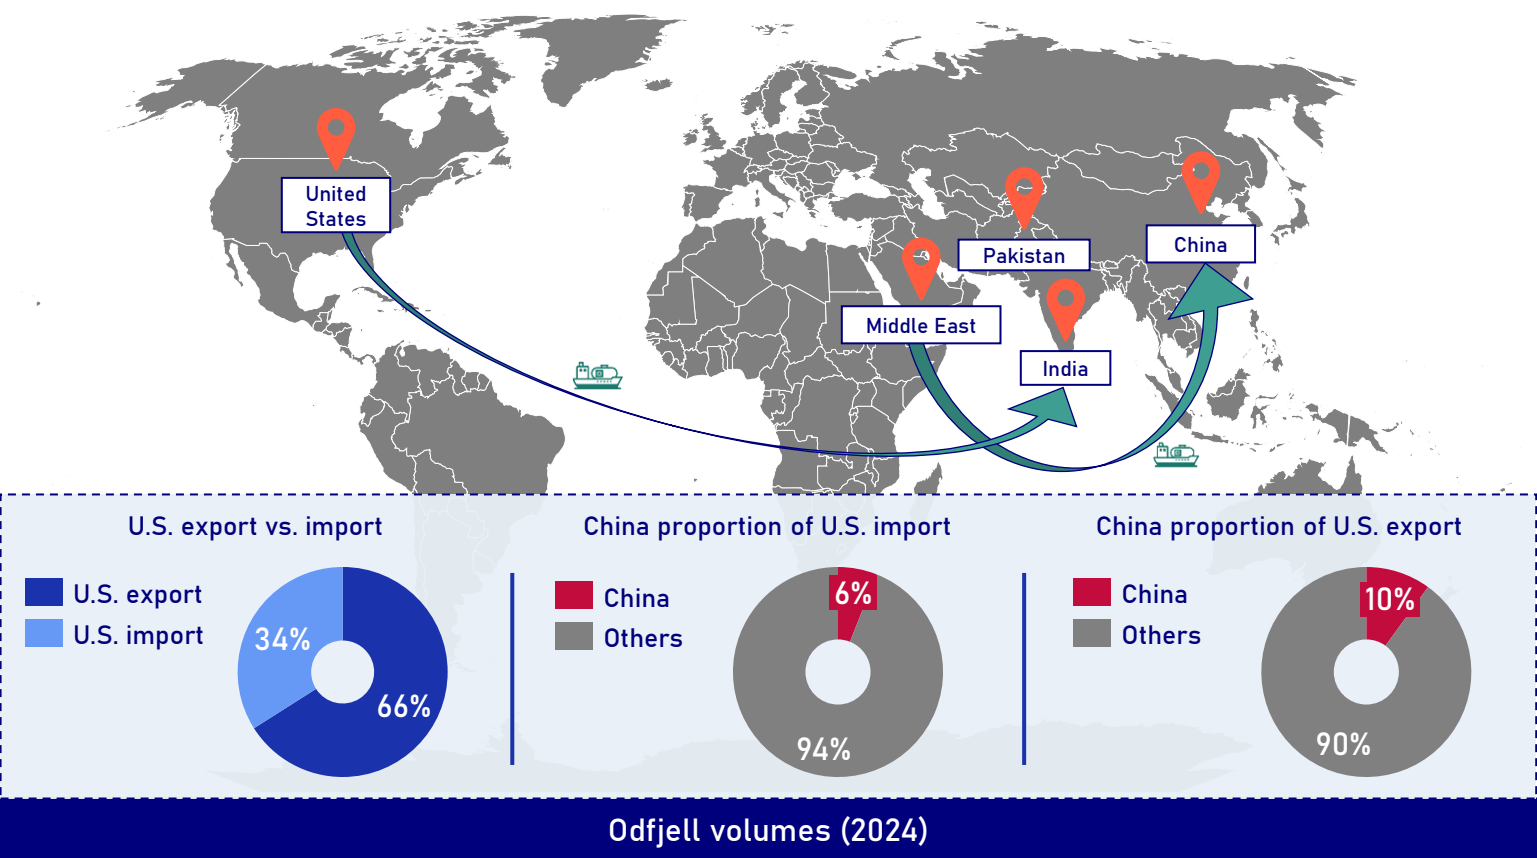 United
States
Pakistan
China
Middle East
India
U.S. export vs. import
U.S. export
U.S. import
34%
66%
China proportion of U.S. import
China
Others
6%
94%
China proportion of U.S. export
China
Others
10%
90%
Odfjell volumes (2024)